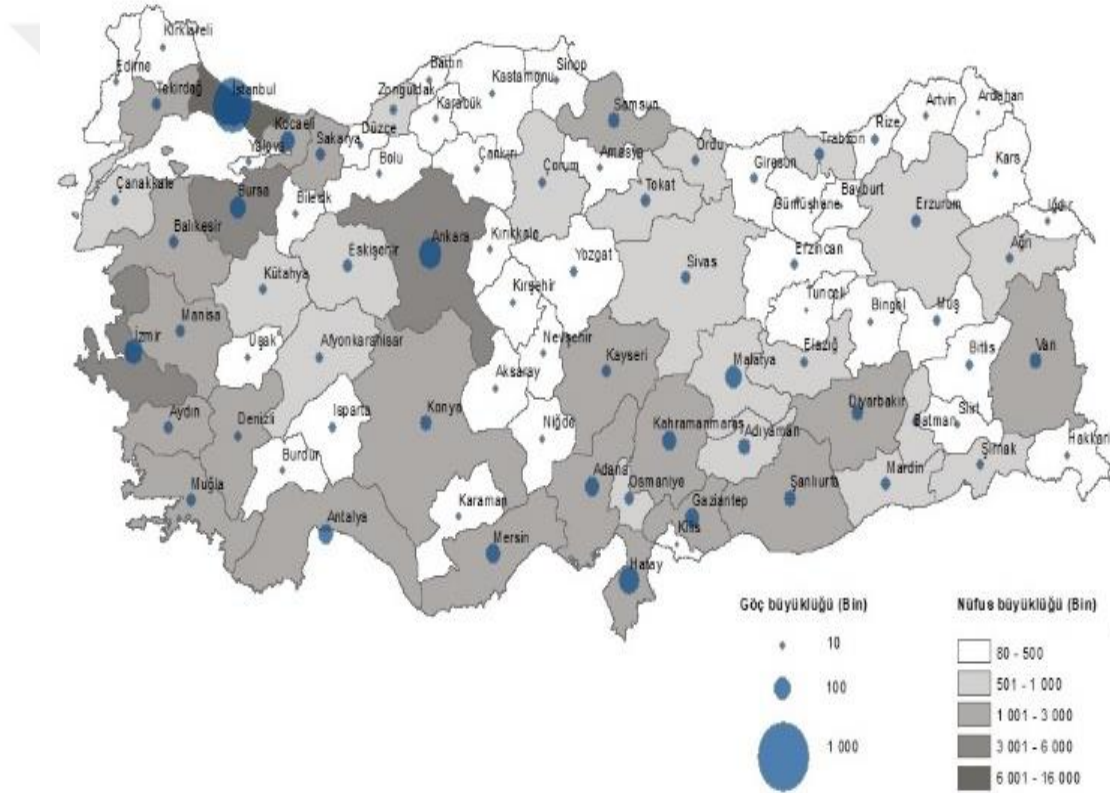 Kırklareli
Edirne
Tekirdağ
İstanbul
Kocaeli
Yalova
Sakarya
Düzce
Zonguldak
Bartın
Karabük
Kastamonu
Sinop
Samsun
Bolu
Çankırı
Çorum
Amasya
Ordu
Tokat
Giresun
Trabzon
Rize
Artvin
Ardahan
Kars
Gümüşhane
Bayburt
Erzurum
Iğdır
Ağrı
Çanakkale
Balıkesir
Bursa
Bilecik
Eskişehir
Ankara
Kırıkkale
Yozgat
Sivas
Erzincan
Tunceli
Bingöl
Muş
Bitlis
Van
Kütahya
Manisa
İzmir
Uşak
Afyonkarahisar
Kırşehir
Nevşehir
Aksaray
Kayseri
Malatya
Elazığ
Diyarbakır
Batman
Siirt
Şırnak
Hakkari
Aydın
Denizli
Isparta
Burdur
Konya
Niğde
Kahramanmaraş
Adıyaman
Mardin
Şanlıurfa
Muğla
Antalya
Karaman
Mersin
Adana
Osmaniye
Gaziantep
Kilis
Hatay
Göç büyüklüğü (Bin)
10
100
1 000
Nüfus büyüklüğü (Bin)
80 - 500
501 - 1 000
1 001 - 3 000
3 001 - 6 000
6 001 - 16 000